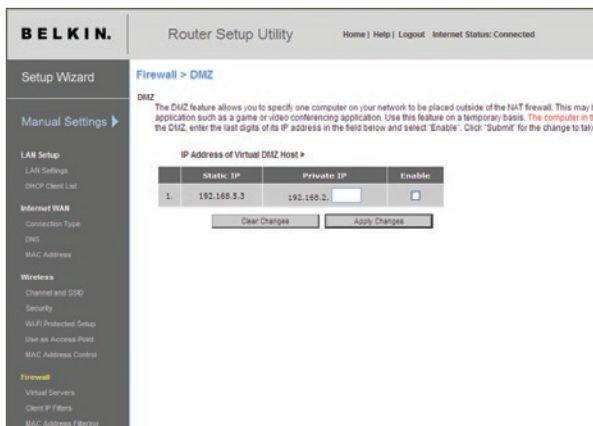 BELKIN.
Router Setup Utility
Home | Help | Logout Internet Status: Connected
Setup Wizard
Manual Settings
LAN Setup
LAN Settings
DHCP Client List
Internet WAN
Connection Type
DNS
MAC Address
Wireless
Channel and SSID
Security
Wi-Fi Protected Setup
Use as Access Point
MAC Address Control
Firewall
Virtual Servers
Client IP Filters
MAC Address Filtering
Firewall > DMZ
DMZ
The DMZ feature allows you to specify one computer on your network to be placed outside of the NAT firewall. This may
application such as a game or video conferencing application. Use this feature on a temporary basis. The computer in
the DMZ, enter the last digits of its IP address in the field below and select "Enable". Click "Submit" for the change to
IP Address of Virtual DMZ Host >
Static IP Private IP Enable
1. 192.168.5.3 192.168.2.
Clear Changes Apply Changes